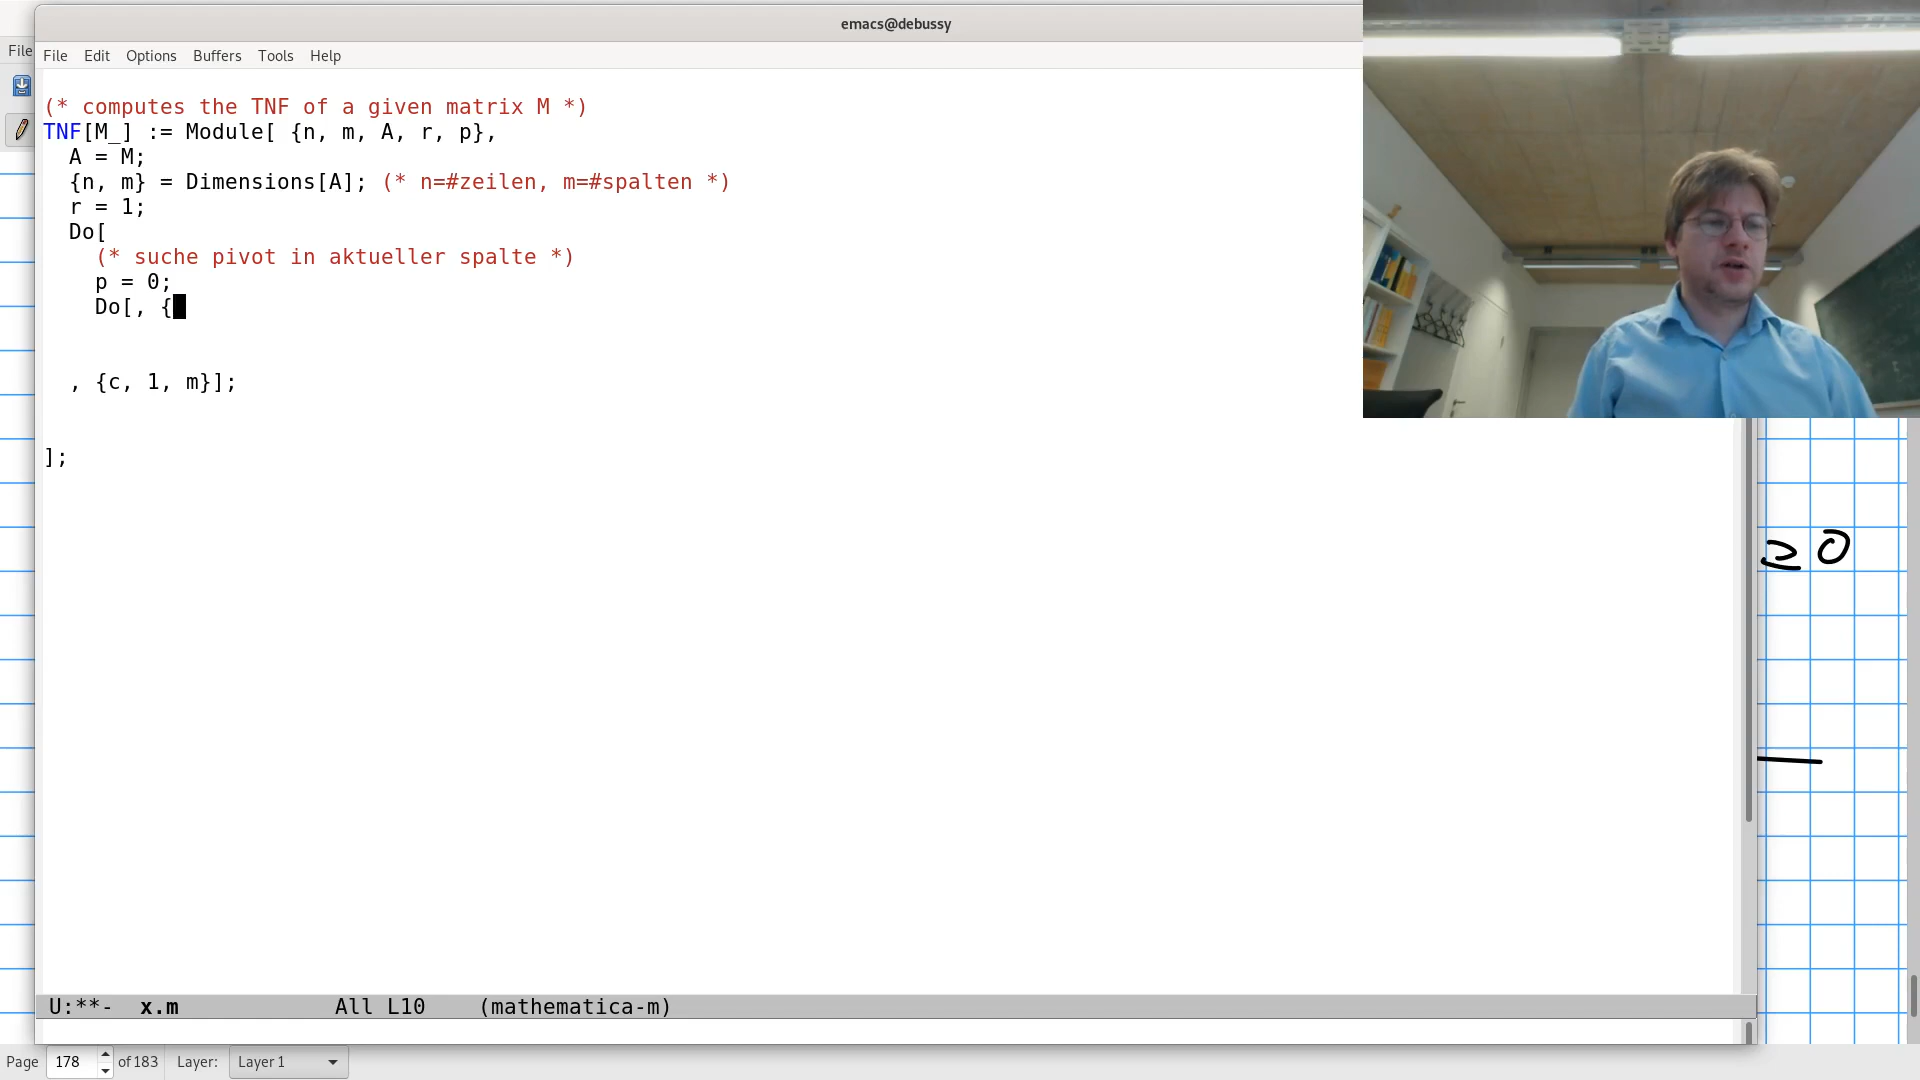 emacs@debussy
File
File Edit Options Buffers Tools Help
(* computes the TNF of a given matrix M *)
TNF[M_] := Module[ {n, m, A, r, p},
A = M;
{n, m} = Dimensions[A]; (* n=#zeilen, m=#spalten *)
r = 1;
Do[
(* suche pivot in aktueller spalte *)
p = 0;
Do[, {
, {c, 1, m}];
];
U:**- x.m All L10 (mathematica-m)
Page 178 of 183 Layer: Layer 1